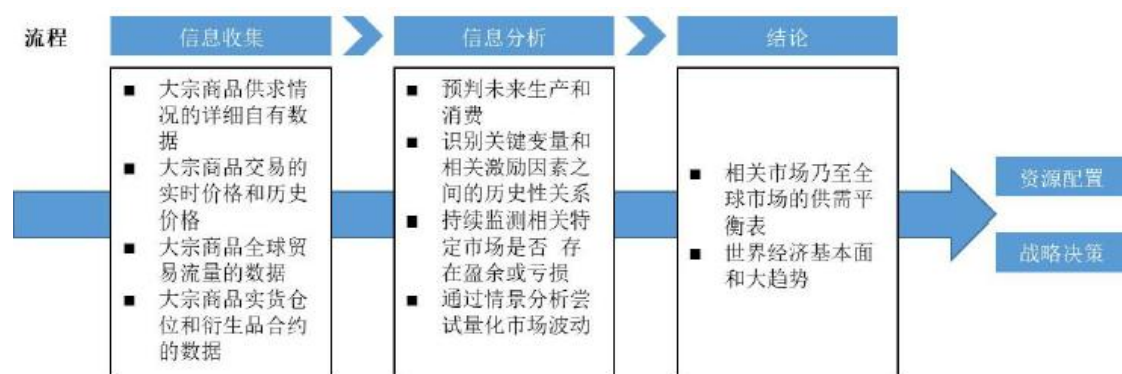 流程
信息收集
信息分析
结论
■ 大宗商品供求情
况的详细自有数
据
■ 大宗商品交易的
实时价格和历史
价格
■ 大宗商品全球贸
易流量的数据
■ 大宗商品实货仓
位和衍生品合约
的数据
■ 预判未来生产和
消费
■ 识别关键变量和
相关激励因素之
间的历史性关系
■ 持续监测相关特
定市场是否 存
在盈余或亏损
■ 通过情景分析尝
试量化市场波动
■ 相关市场乃至全
球市场的供需平
衡表
■ 世界经济基本面
和大趋势
资源配置
战略决策